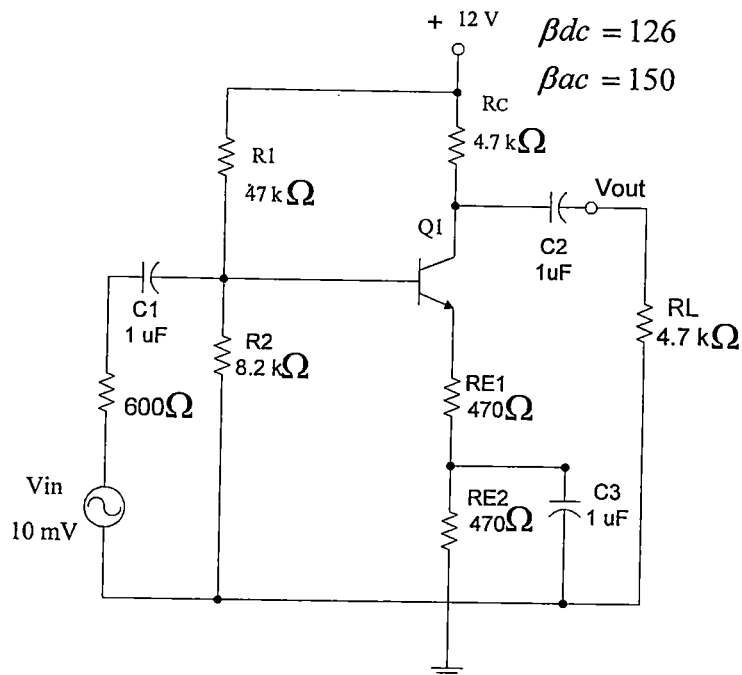 + 12 V
βdc = 126
βac = 150
Rc
4.7 kΩ
R1
47 kΩ
Vout
Q1
C2
1uF
C1
1 uF
R2
8.2 kΩ
RL
4.7 kΩ
RE1
470Ω
600Ω
Vin
10 mV
RE2
470Ω
C3
1 uF